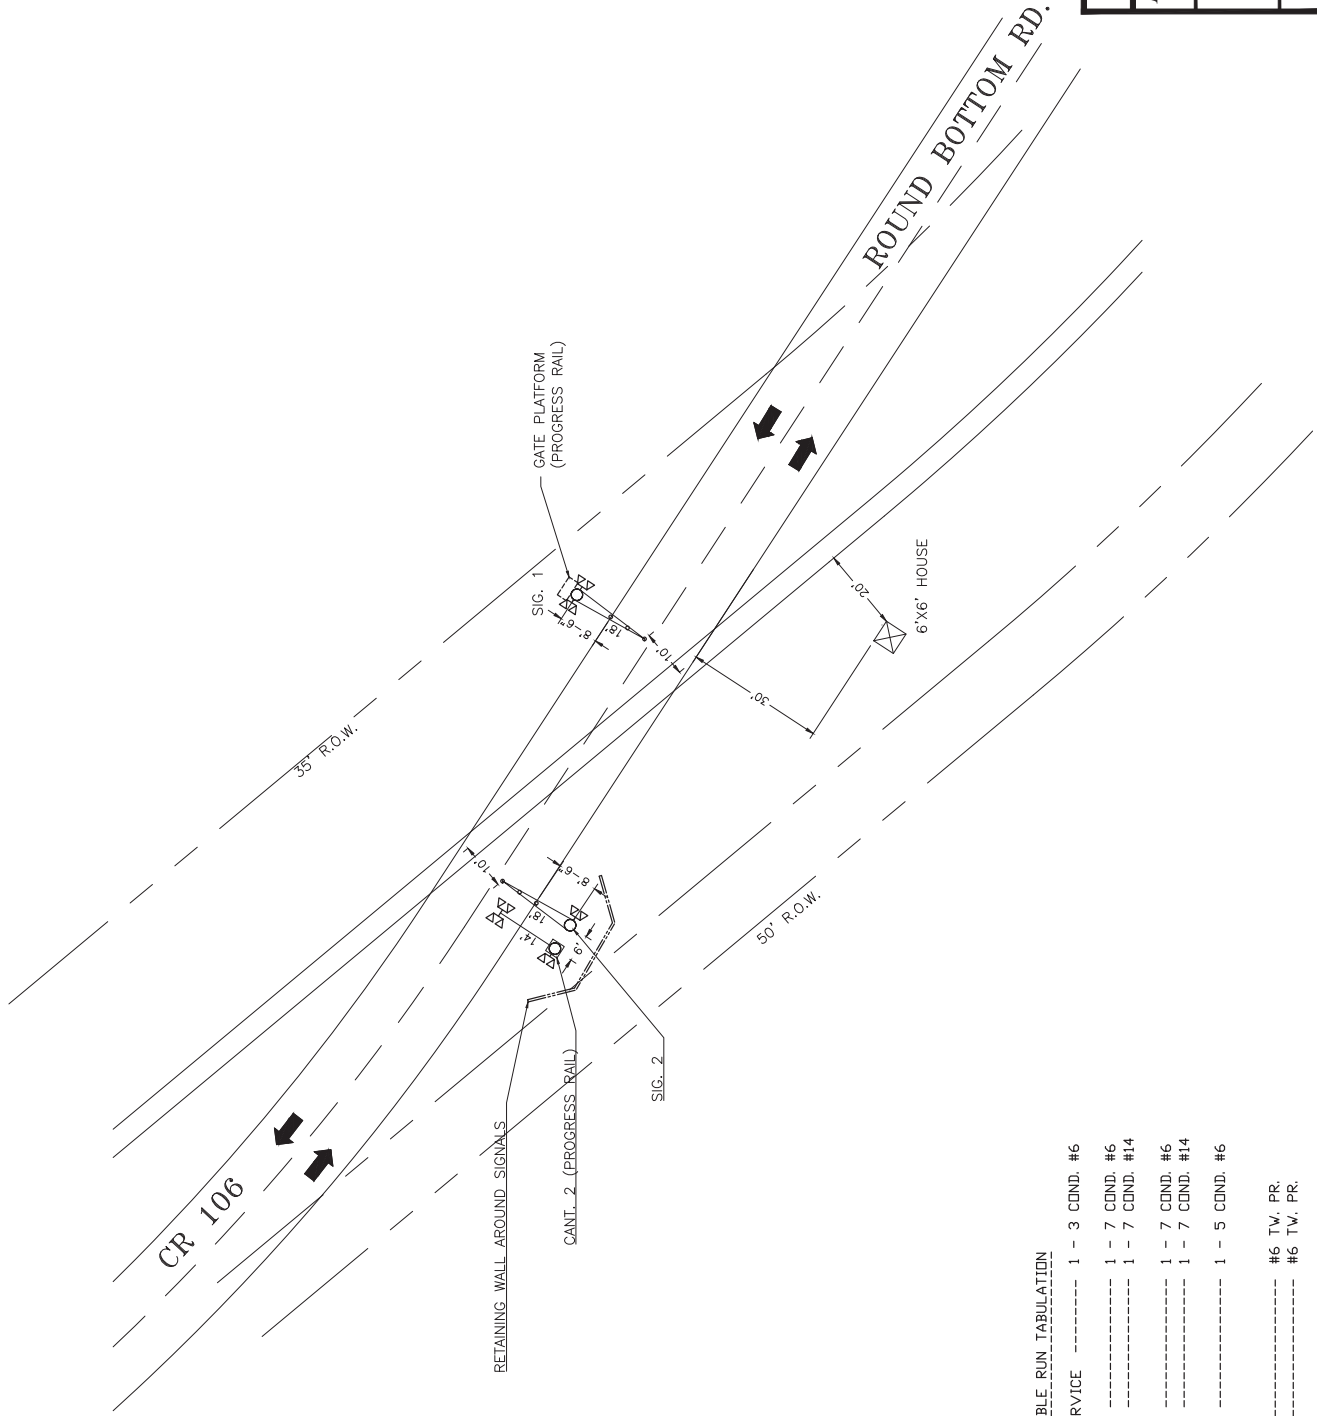 ROUND BOTTOM RD.
GATE PLATFORM
(PROGRESS RAIL)
SIG. 1
8'-6"
18'
10'
20'
6'X6' HOUSE
30'
35' R.O.W.
10'
8'-6"
18'
14'
9'
50' R.O.W.
SIG. 2
CANT. 2 (PROGRESS RAIL)
RETAINING WALL AROUND SIGNALS
CR 106
BLE RUN TABULATION
RVICE -------- 1 - 3 COND. #6
------------- 1 - 7 COND. #6
------------- 1 - 7 COND. #14
------------- 1 - 7 COND. #6
------------- 1 - 7 COND. #14
------------- 1 - 5 COND. #6
-------------- #6 TW. PR.
-------------- #6 TW. PR.